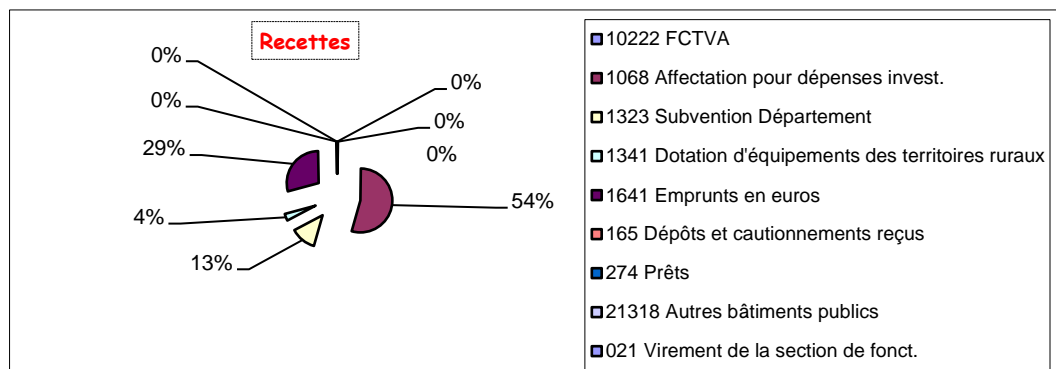 Recettes
0%
0%
0%
0%
29%
0%
54%
4%
13%
10222 FCTVA
1068 Affectation pour dépenses invest.
1323 Subvention Département
1341 Dotation d'équipements des territoires ruraux
1641 Emprunts en euros
165 Dépôts et cautionnements reçus
274 Prêts
21318 Autres bâtiments publics
021 Virement de la section de fonct.